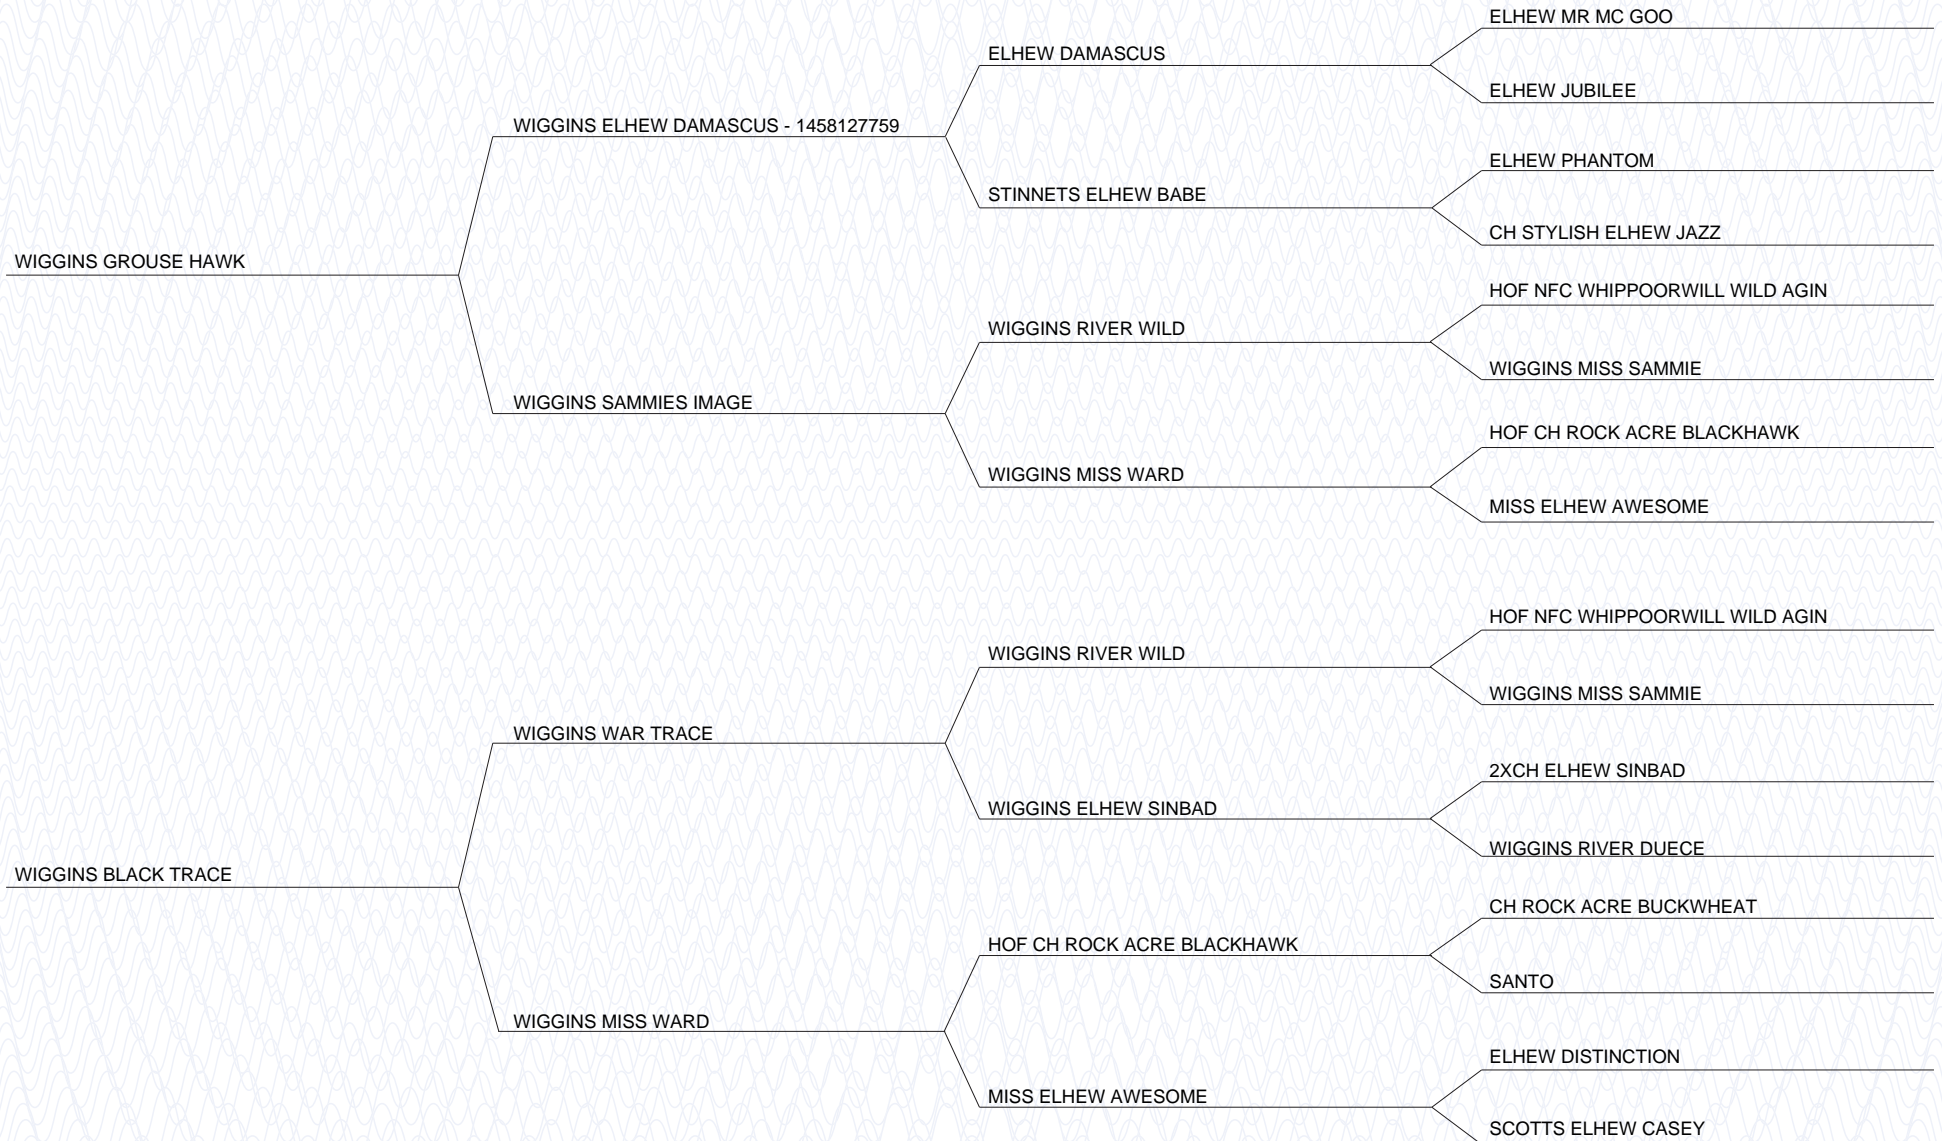 ELHEW MR MC GOO
ELHEW DAMASCUS
ELHEW JUBILEE
WIGGINS ELHEW DAMASCUS - 1458127759
ELHEW PHANTOM
STINNETS ELHEW BABE
CH STYLISH ELHEW JAZZ
WIGGINS GROUSE HAWK
HOF NFC WHIPPOORWILL WILD AGIN
WIGGINS RIVER WILD
WIGGINS MISS SAMMIE
WIGGINS SAMMIES IMAGE
HOF CH ROCK ACRE BLACKHAWK
WIGGINS MISS WARD
MISS ELHEW AWESOME
HOF NFC WHIPPOORWILL WILD AGIN
WIGGINS RIVER WILD
WIGGINS MISS SAMMIE
WIGGINS WAR TRACE
2XCH ELHEW SINBAD
WIGGINS ELHEW SINBAD
WIGGINS RIVER DUECE
WIGGINS BLACK TRACE
CH ROCK ACRE BUCKWHEAT
HOF CH ROCK ACRE BLACKHAWK
SANTO
WIGGINS MISS WARD
ELHEW DISTINCTION
MISS ELHEW AWESOME
SCOTTS ELHEW CASEY